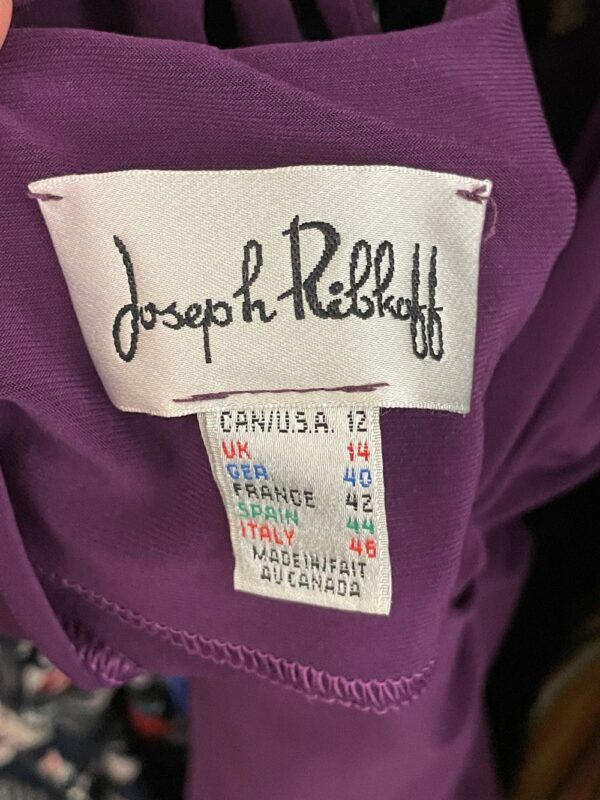 Joseph Ribkoff
CAN/U.S.A. 12
UK 14
GER 40
FRANCE 42
SPAIN 44
ITALY 46
MADE IN/FAIT
AU CANADA